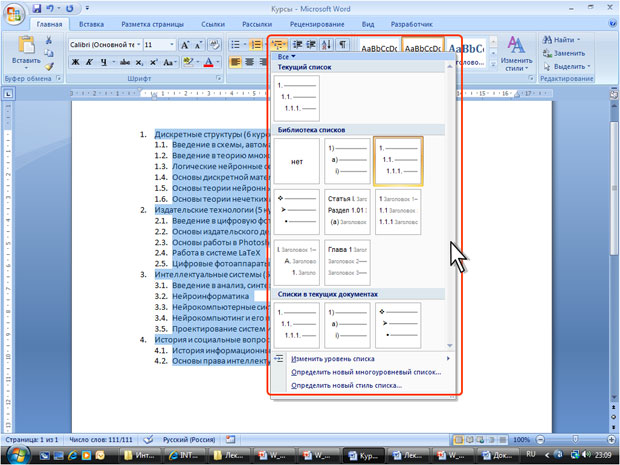 Курсы - Microsoft Word
Главная Вставка Разметка страницы Ссылки Рассылки Рецензирование Вид Разработчик
Вставить
Calibri (Основной те 11
Ж К Ч abc x₂ x² Aa
AaBbCcDc AaBbCcDc
Изменить стили
Найти
Заменить
Выделить
Буфер обмена Шрифт Редактирование
Все
Текущий список
1.
1.1.
1.1.1.
Библиотека списков
нет
1)
a)
i)
1.
1.1.
1.1.1.
Статья I. Заголо
Раздел 1.01 З
(a) Заголовок
1 Заголовок 1
1.1 Заголовок
1.1.1 Заголово
I. Заголовок 1
A. Заголо
1. Заголо
Глава 1 Загол
Заголовок 2
Заголовок 3
Списки в текущих документах
1.
1.1.
1.1.1.
1)
a)
i)
Изменить уровень списка
Определить новый многоуровневый список...
Определить новый стиль списка...
1. Дискретные структуры (6 кур
1.1. Введение в схемы, автома
1.2. Введение в теорию множ
1.3. Логические нейронные се
1.4. Основы дискретной мате
1.5. Основы теории нейронн
1.6. Основы теории нечетких
2. Издательские технологии (5 к
2.1. Введение в цифровую фот
2.2. Основы издательского де
2.3. Основы работы в Photosh
2.4. Работа в системе LaTeX
2.5. Цифровые фотоаппарат
3. Интеллектуальные системы (
3.1. Введение в анализ, синте
3.2. Нейроинформатика
3.3. Нейрокомпьютерные сис
3.4. Нейрокомпьютинг и его
3.5. Проектирование систем
4. История и социальные вопро
4.1. История информационн
4.2. Основы права интеллект
Страница: 1 из 1 Число слов: 111/111 Русский (Россия) 100%
Инт... INT... Лек... W_... W_... Кур... Лек... W_... Док... RU 23:09